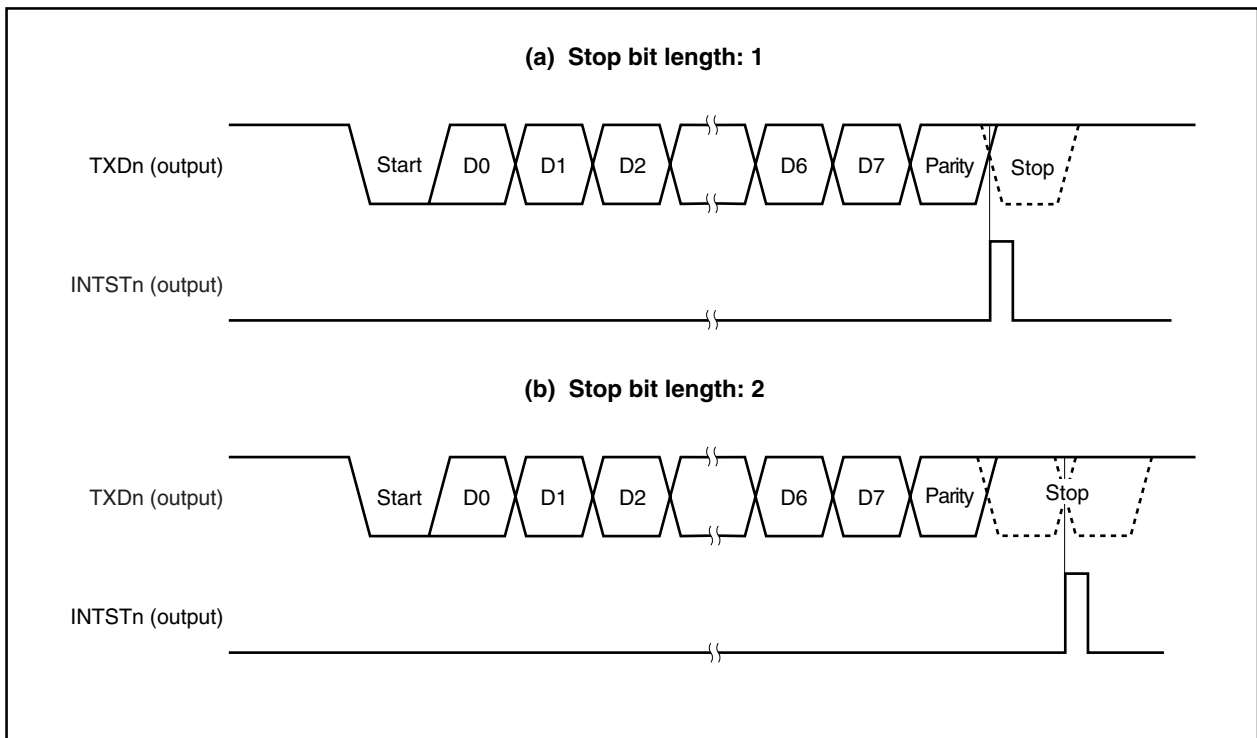 (a) Stop bit length: 1
TXDn (output) Start D0 D1 D2 D6 D7 Parity Stop
INTSTn (output)
(b) Stop bit length: 2
TXDn (output) Start D0 D1 D2 D6 D7 Parity Stop
INTSTn (output)